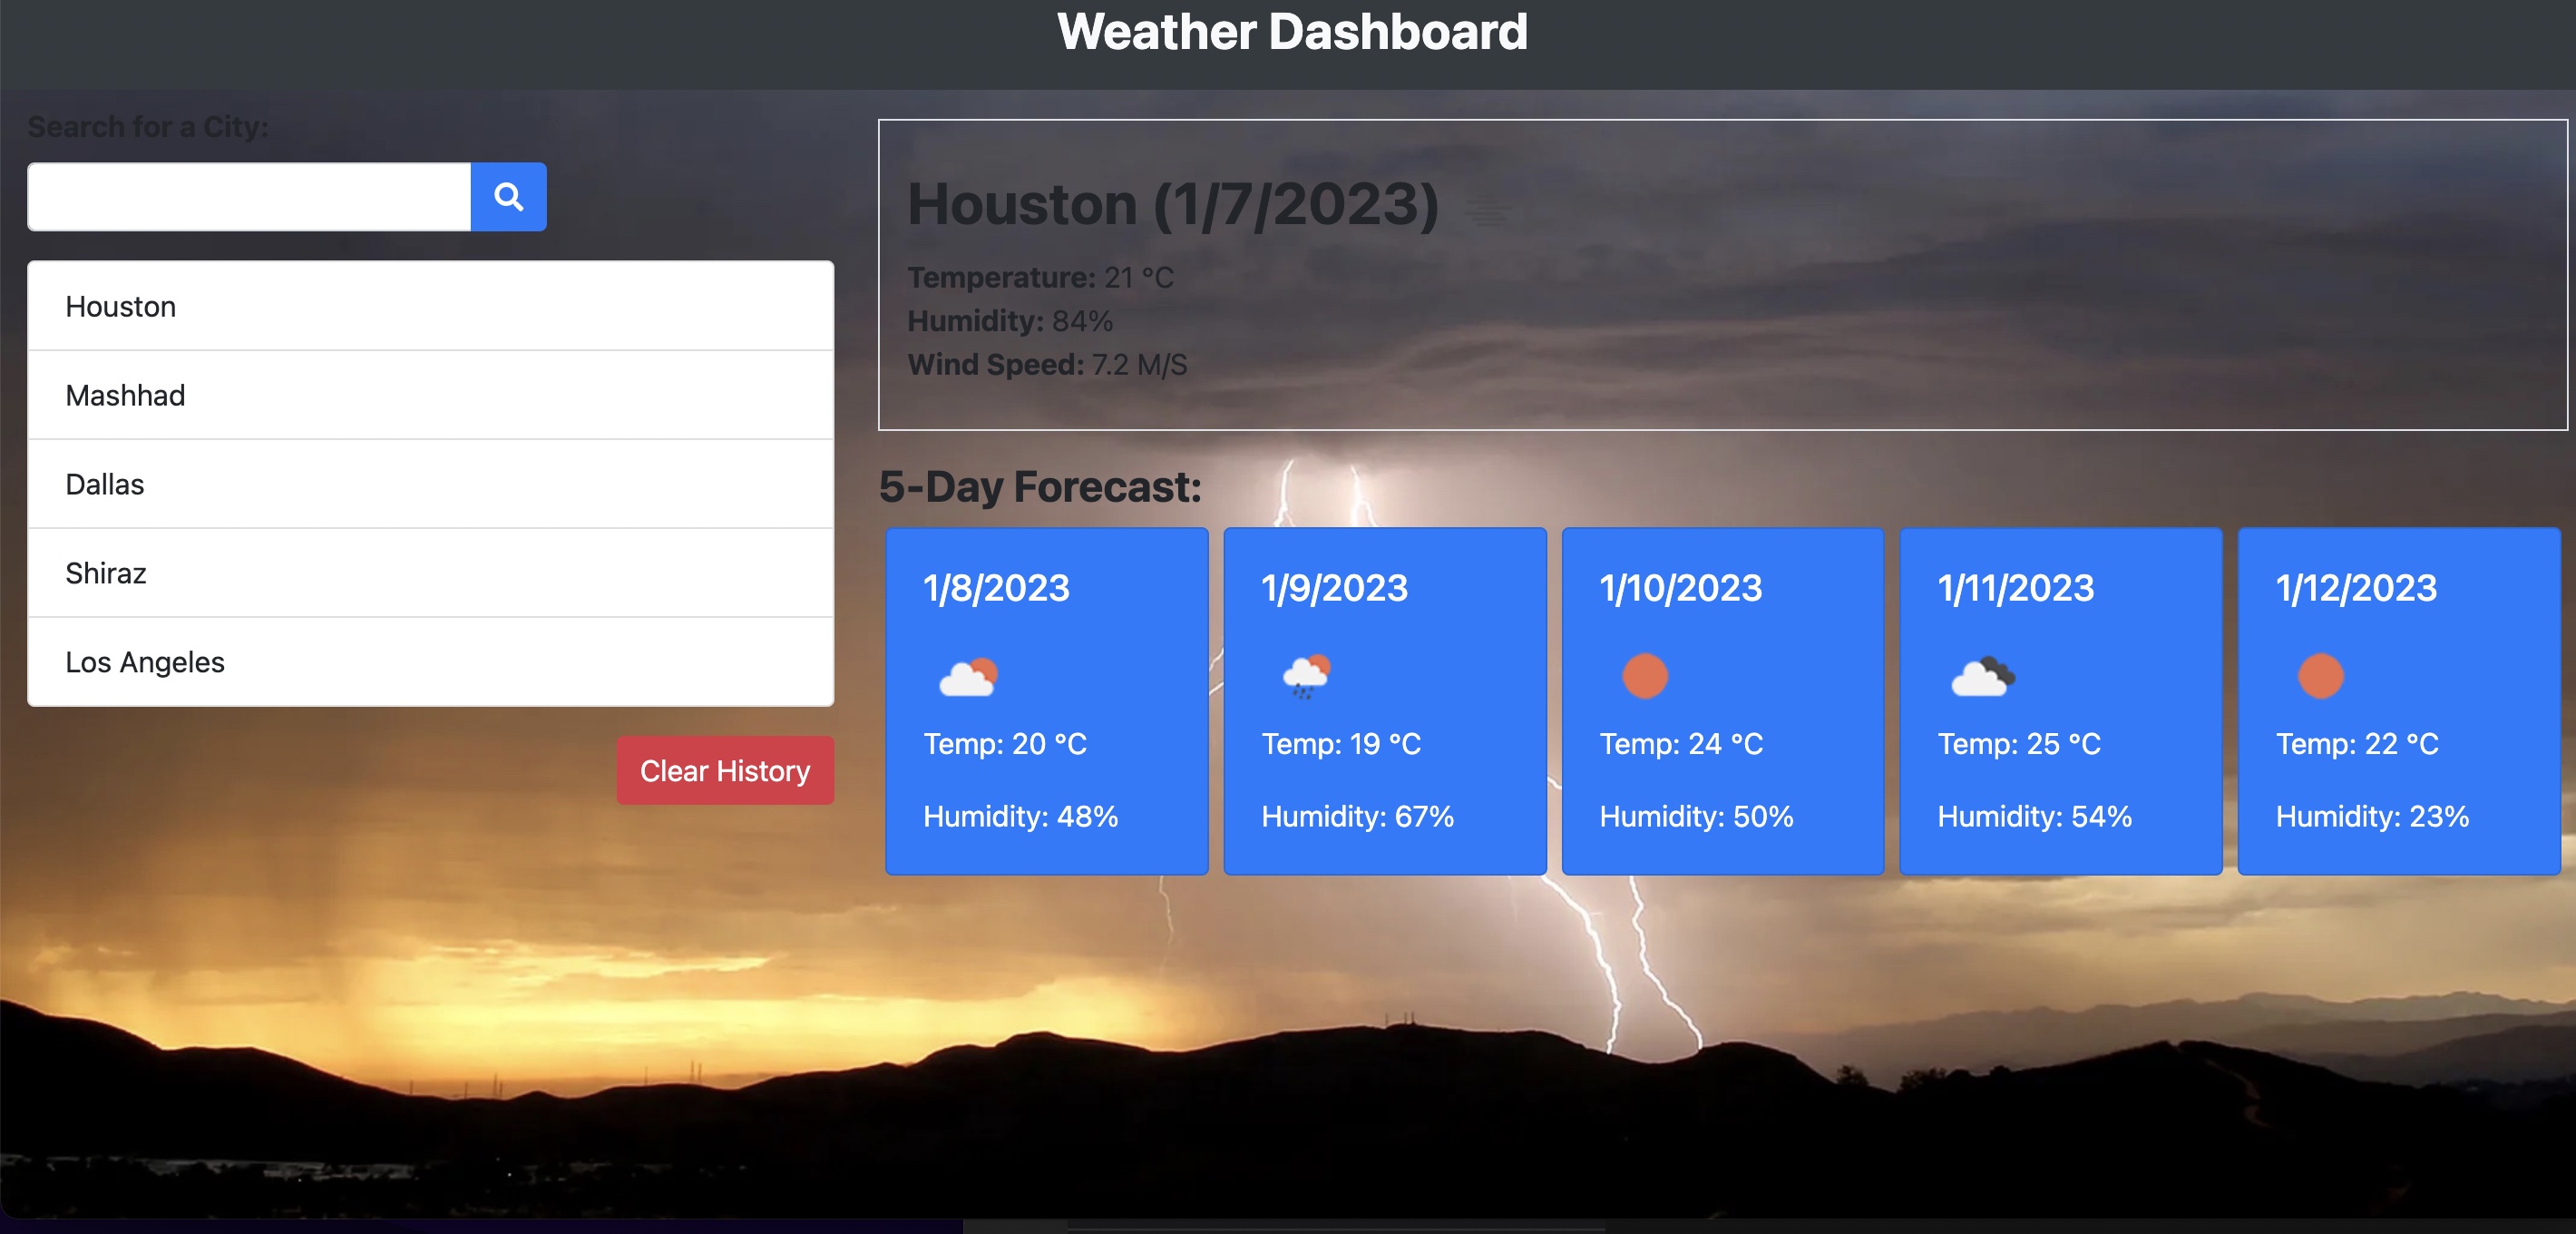 Weather Dashboard
Search for a City:
Houston
Mashhad
Dallas
Shiraz
Los Angeles
Clear History
Houston (1/7/2023)
Temperature: 21 °C
Humidity: 84%
Wind Speed: 7.2 M/S
5-Day Forecast:
1/8/2023
Temp: 20 °C
Humidity: 48%
1/9/2023
Temp: 19 °C
Humidity: 67%
1/10/2023
Temp: 24 °C
Humidity: 50%
1/11/2023
Temp: 25 °C
Humidity: 54%
1/12/2023
Temp: 22 °C
Humidity: 23%